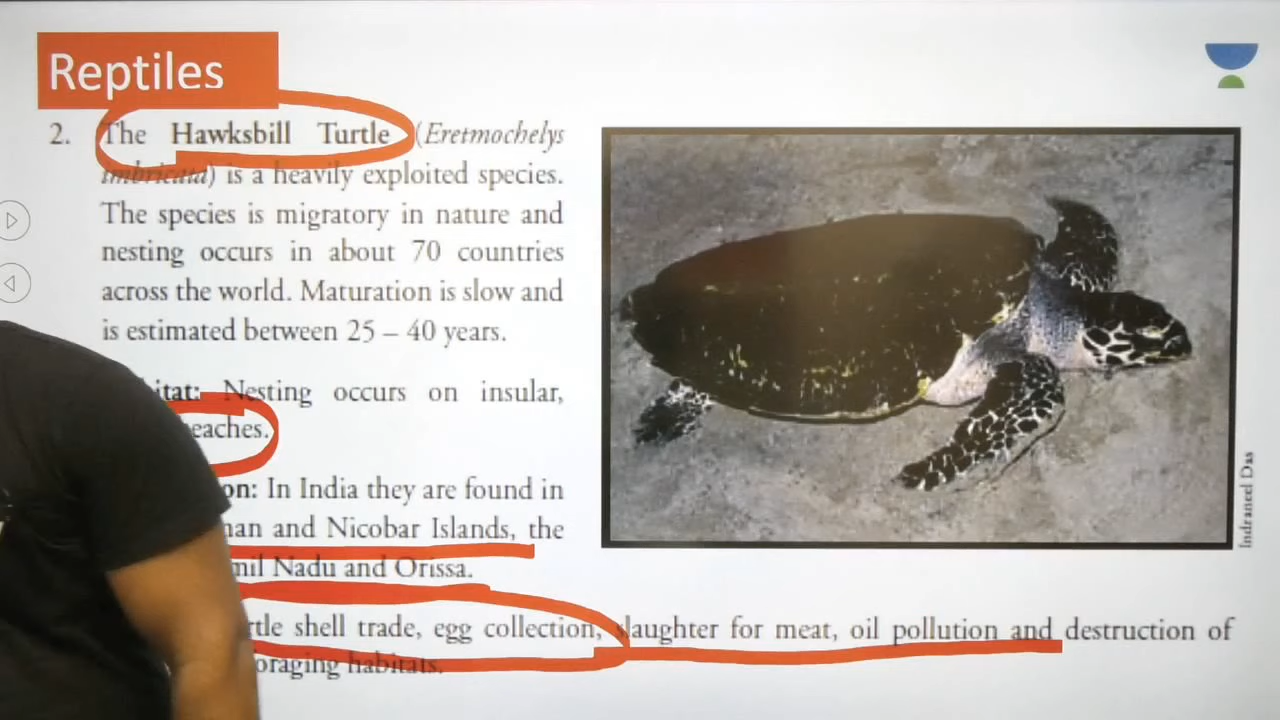 Reptiles
2. The Hawksbill Turtle (Eretmochelys
imbricata) is a heavily exploited species.
The species is migratory in nature and
nesting occurs in about 70 countries
across the world. Maturation is slow and
is estimated between 25 – 40 years.
itat: Nesting occurs on insular,
eaches.
on: In India they are found in
man and Nicobar Islands, the
mil Nadu and Orissa.
rtle shell trade, egg collection, slaughter for meat, oil pollution and destruction of
oraging habitats.
Indraneel Das